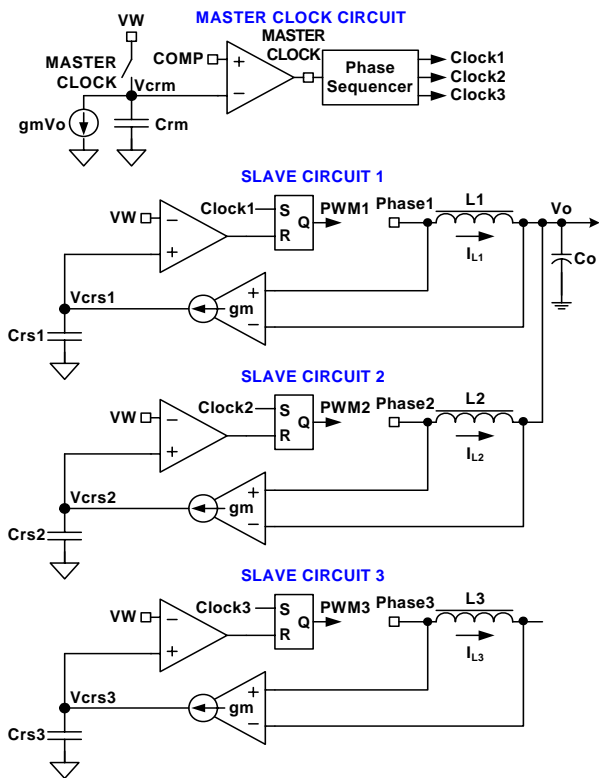 MASTER CLOCK CIRCUIT
VW
MASTER
CLOCK
COMP
+
−
Vcrm
gmVo
Crm
MASTER
CLOCK
Phase
Sequencer
Clock1
Clock2
Clock3
SLAVE CIRCUIT 1
VW
−
+
Clock1
S
R
Q
PWM1
Phase1
L1
Vo
IL1
Co
Vcrs1
gm
+
−
Crs1
SLAVE CIRCUIT 2
VW
−
+
Clock2
S
R
Q
PWM2
Phase2
L2
IL2
Vcrs2
gm
+
−
Crs2
SLAVE CIRCUIT 3
VW
−
+
Clock3
S
R
Q
PWM3
Phase3
L3
IL3
Vcrs3
gm
+
−
Crs3